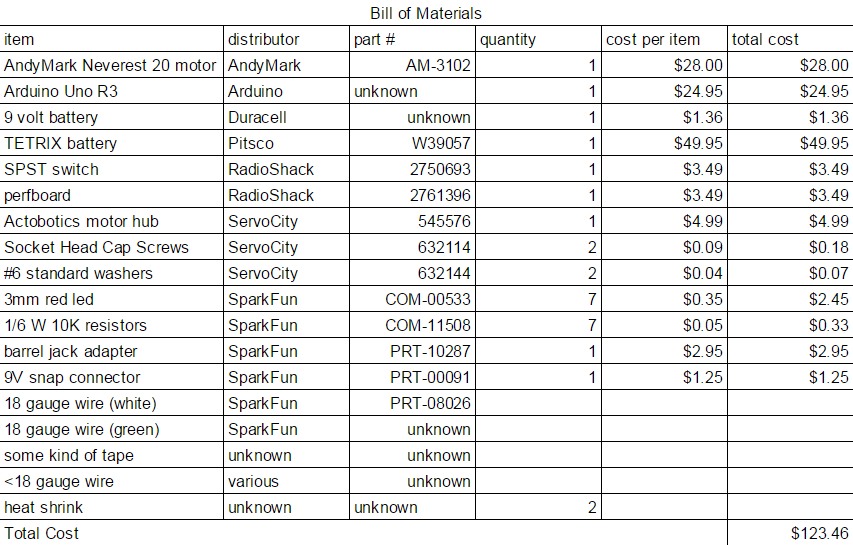 Bill of Materials
item distributor part # quantity cost per item total cost
AndyMark Neverest 20 motor AndyMark AM-3102 1 $28.00 $28.00
Arduino Uno R3 Arduino unknown 1 $24.95 $24.95
9 volt battery Duracell unknown 1 $1.36 $1.36
TETRIX battery Pitsco W39057 1 $49.95 $49.95
SPST switch RadioShack 2750693 1 $3.49 $3.49
perfboard RadioShack 2761396 1 $3.49 $3.49
Actobotics motor hub ServoCity 545576 1 $4.99 $4.99
Socket Head Cap Screws ServoCity 632114 2 $0.09 $0.18
#6 standard washers ServoCity 632144 2 $0.04 $0.07
3mm red led SparkFun COM-00533 7 $0.35 $2.45
1/6 W 10K resistors SparkFun COM-11508 7 $0.05 $0.33
barrel jack adapter SparkFun PRT-10287 1 $2.95 $2.95
9V snap connector SparkFun PRT-00091 1 $1.25 $1.25
18 gauge wire (white) SparkFun PRT-08026
18 gauge wire (green) SparkFun unknown
some kind of tape unknown unknown
<18 gauge wire various unknown
heat shrink unknown unknown 2
Total Cost $123.46